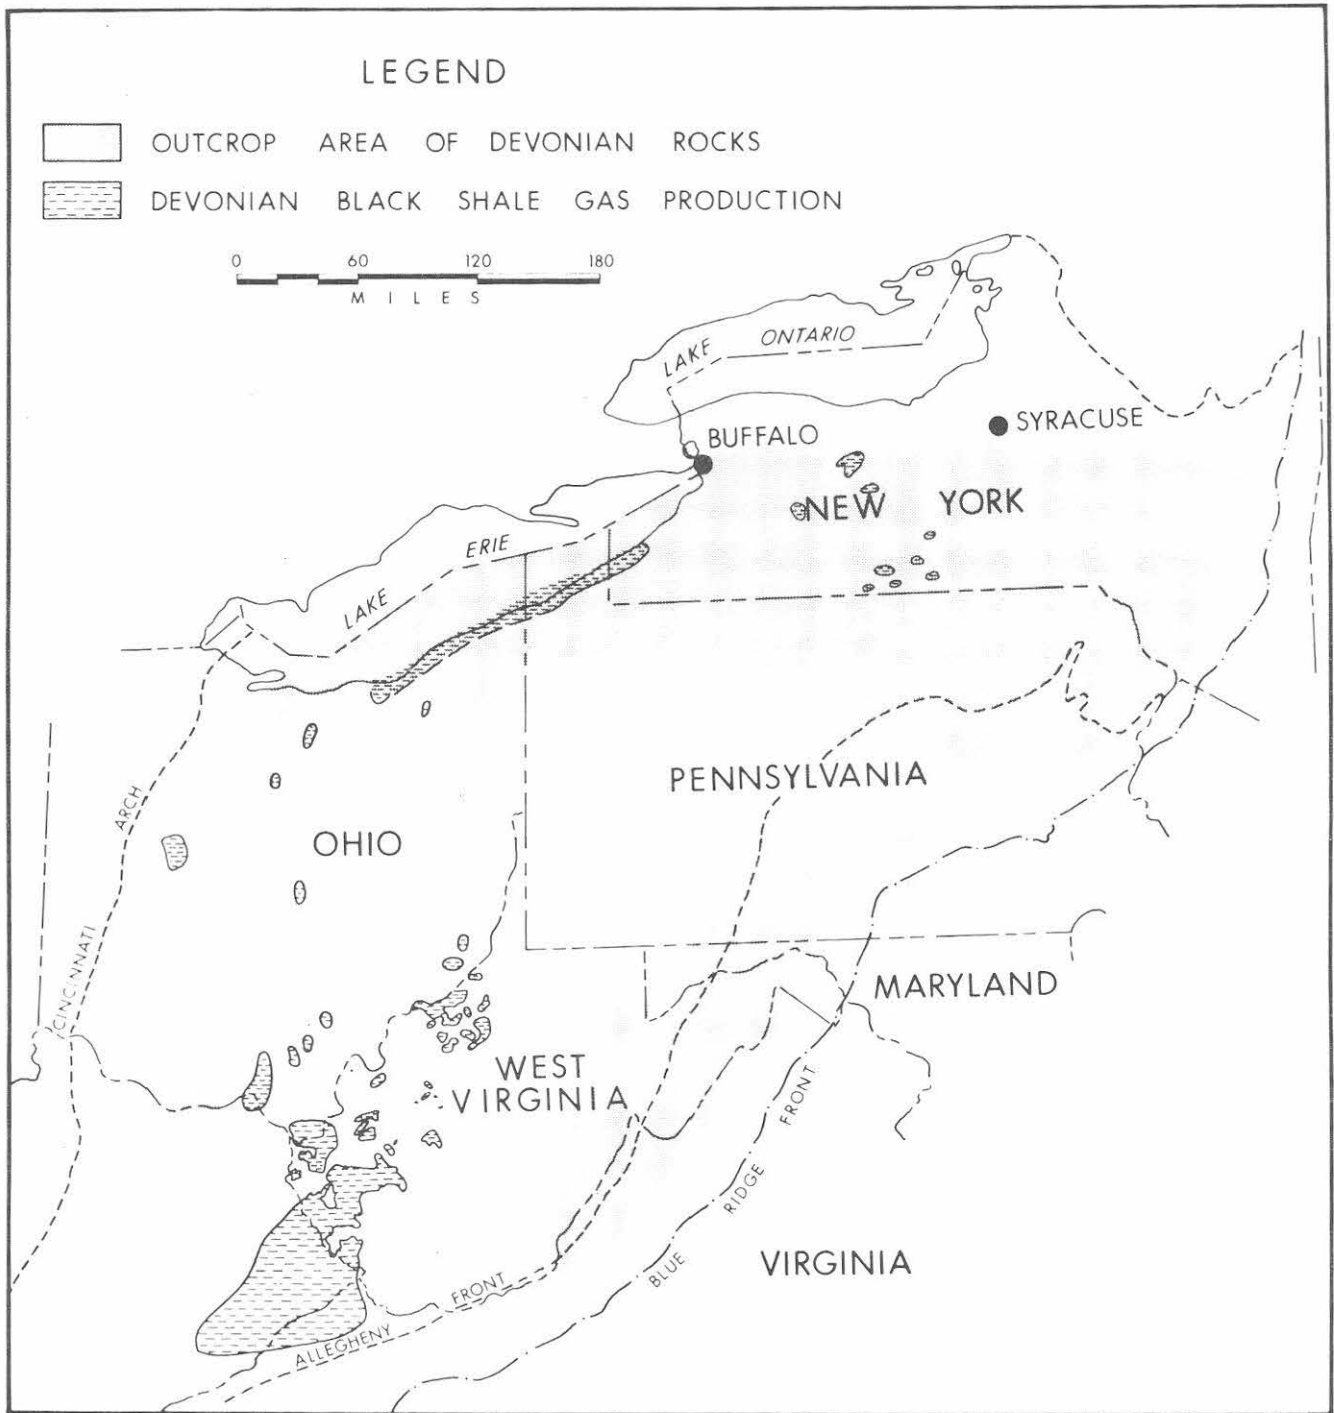 LEGEND
OUTCROP AREA OF DEVONIAN ROCKS
DEVONIAN BLACK SHALE GAS PRODUCTION
0 60 120 180
MILES
LAKE ONTARIO
SYRACUSE
BUFFALO
NEW YORK
LAKE ERIE
PENNSYLVANIA
OHIO
CINCINNATI ARCH
MARYLAND
WEST
VIRGINIA
BLUE RIDGE FRONT
VIRGINIA
ALLEGHENY FRONT